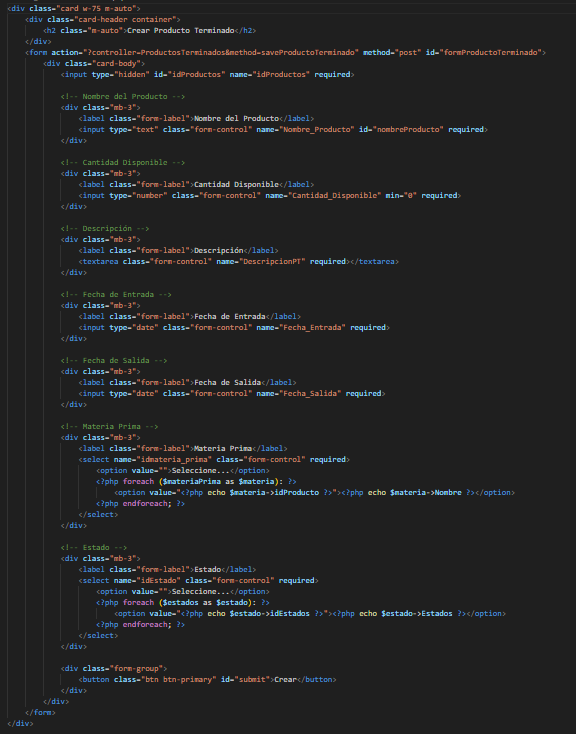 <div class="card w-75 m-auto">
<div class="card-header container">
<h2 class="m-auto">Crear Producto Terminado</h2>
</div>
<form action="?controller=ProductosTerminados&method=saveProductoTerminado" method="post" id="formProductoTerminado">
<div class="card-body">
<input type="hidden" id="idProductos" name="idProductos" required>
<!-- Nombre del Producto -->
<div class="mb-3">
<label class="form-label">Nombre del Producto</label>
<input type="text" class="form-control" name="Nombre_Producto" id="nombreProducto" required>
</div>
<!-- Cantidad Disponible -->
<div class="mb-3">
<label class="form-label">Cantidad Disponible</label>
<input type="number" class="form-control" name="Cantidad_Disponible" min="0" required>
</div>
<!-- Descripción -->
<div class="mb-3">
<label class="form-label">Descripción</label>
<textarea class="form-control" name="DescripcionPT" required></textarea>
</div>
<!-- Fecha de Entrada -->
<div class="mb-3">
<label class="form-label">Fecha de Entrada</label>
<input type="date" class="form-control" name="Fecha_Entrada" required>
</div>
<!-- Fecha de Salida -->
<div class="mb-3">
<label class="form-label">Fecha de Salida</label>
<input type="date" class="form-control" name="Fecha_Salida" required>
</div>
<!-- Materia Prima -->
<div class="mb-3">
<label class="form-label">Materia Prima</label>
<select name="idmateria_prima" class="form-control" required>
<option value="">Seleccione...</option>
<?php foreach ($materiaPrima as $materia): ?>
<option value="<?php echo $materia->idProducto ?>"><?php echo $materia->Nombre ?></option>
<?php endforeach; ?>
</select>
</div>
<!-- Estado -->
<div class="mb-3">
<label class="form-label">Estado</label>
<select name="idEstado" class="form-control" required>
<option value="">Seleccione...</option>
<?php foreach ($estados as $estado): ?>
<option value="<?php echo $estado->idEstados ?>"><?php echo $estado->Estados ?></option>
<?php endforeach; ?>
</select>
</div>
<div class="form-group">
<button class="btn btn-primary" id="submit">Crear</button>
</div>
</div>
</form>
</div>